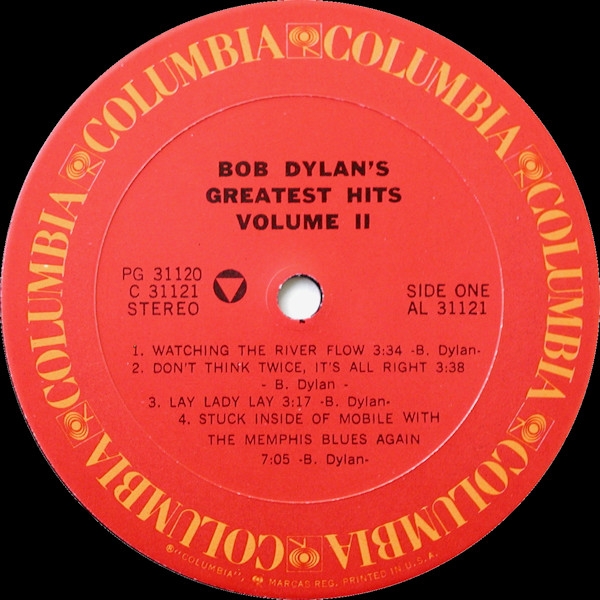 COLUMBIA COLUMBIA COLUMBIA COLUMBIA COLUMBIA COLUMBIA
BOB DYLAN'S
GREATEST HITS
VOLUME II
PG 31120
C 31121
STEREO
SIDE ONE
AL 31121
1. WATCHING THE RIVER FLOW 3:34 -B. Dylan-
2. DON'T THINK TWICE, IT'S ALL RIGHT 3:38
- B. Dylan -
3. LAY LADY LAY 3:17 -B. Dylan-
4. STUCK INSIDE OF MOBILE WITH
THE MEMPHIS BLUES AGAIN
7:05 -B. Dylan-
®"COLUMBIA", MARCAS REG. PRINTED IN U.S.A.